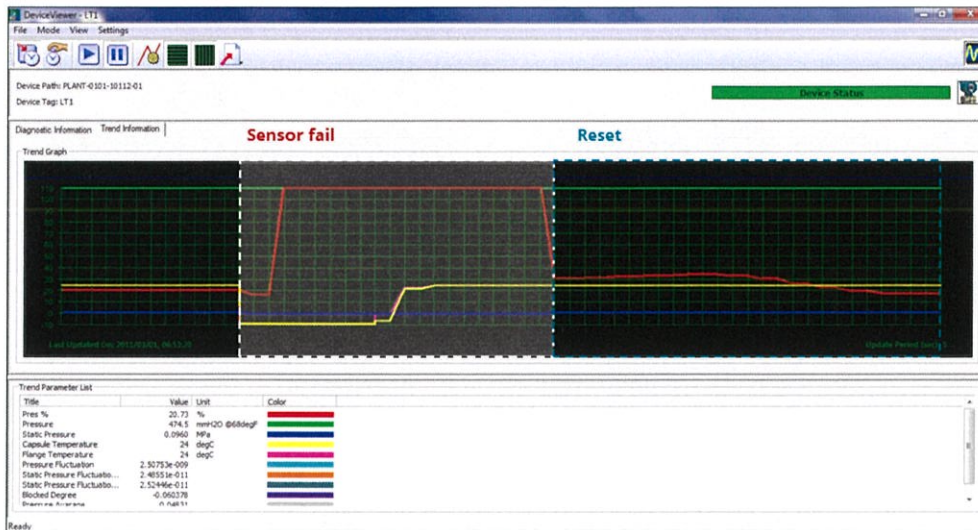 DeviceViewer - LT1
File Mode View Settings
Device Path: PLANT-0101-10112-01
Device Tag: LT1
Device Status
Diagnostic Information Trend Information
Sensor fail Reset
Trend Graph
110
Update Period
Trend Parameter List
Title Value Unit Color
Pres % 20.73 %
Pressure 474.5 mmH2O @68degF
Static Pressure 0.0960 MPa
Capsule Temperature 24 degC
Flange Temperature 24 degC
Pressure Fluctuation 2.50753e-009
Static Pressure Fluctuatio... 2.48551e-011
Static Pressure Fluctuatio... 2.52446e-011
Blocked Degree -0.060378
Ready